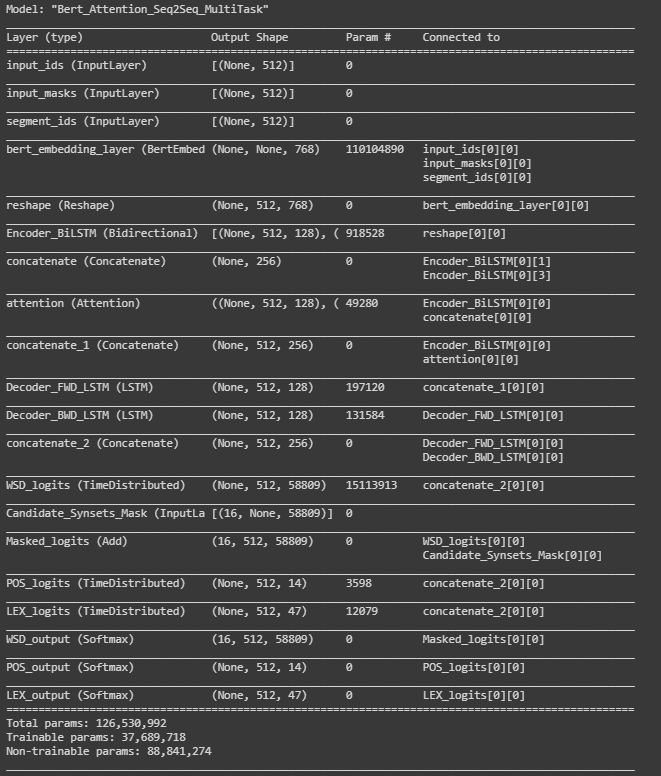 Model: "Bert_Attention_Seq2Seq_MultiTask"
Layer (type) Output Shape Param # Connected to
input_ids (InputLayer) [(None, 512)] 0
input_masks (InputLayer) [(None, 512)] 0
segment_ids (InputLayer) [(None, 512)] 0
bert_embedding_layer (BertEmbed (None, None, 768) 110104890 input_ids[0][0]
input_masks[0][0]
segment_ids[0][0]
reshape (Reshape) (None, 512, 768) 0 bert_embedding_layer[0][0]
Encoder_BiLSTM (Bidirectional) [(None, 512, 128), ( 918528 reshape[0][0]
concatenate (Concatenate) (None, 256) 0 Encoder_BiLSTM[0][1]
Encoder_BiLSTM[0][3]
attention (Attention) ((None, 512, 128), ( 49280 Encoder_BiLSTM[0][0]
concatenate[0][0]
concatenate_1 (Concatenate) (None, 512, 256) 0 Encoder_BiLSTM[0][0]
attention[0][0]
Decoder_FWD_LSTM (LSTM) (None, 512, 128) 197120 concatenate_1[0][0]
Decoder_BWD_LSTM (LSTM) (None, 512, 128) 131584 Decoder_FWD_LSTM[0][0]
concatenate_2 (Concatenate) (None, 512, 256) 0 Decoder_FWD_LSTM[0][0]
Decoder_BWD_LSTM[0][0]
WSD_logits (TimeDistributed) (None, 512, 58809) 15113913 concatenate_2[0][0]
Candidate_Synsets_Mask (InputLa [(16, None, 58809)] 0
Masked_logits (Add) (16, 512, 58809) 0 WSD_logits[0][0]
Candidate_Synsets_Mask[0][0]
POS_logits (TimeDistributed) (None, 512, 14) 3598 concatenate_2[0][0]
LEX_logits (TimeDistributed) (None, 512, 47) 12079 concatenate_2[0][0]
WSD_output (Softmax) (16, 512, 58809) 0 Masked_logits[0][0]
POS_output (Softmax) (None, 512, 14) 0 POS_logits[0][0]
LEX_output (Softmax) (None, 512, 47) 0 LEX_logits[0][0]
Total params: 126,530,992
Trainable params: 37,689,718
Non-trainable params: 88,841,274